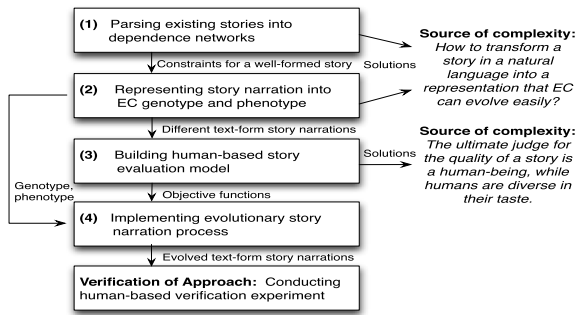 (1) Parsing existing stories into
dependence networks
Constraints for a well-formed story
Solutions
Source of complexity:
How to transform a
story in a natural
language into a
representation that EC
can evolve easily?
(2) Representing story narration into
EC genotype and phenotype
Different text-form story narrations
(3) Building human-based story
evaluation model
Solutions
Source of complexity:
The ultimate judge for
the quality of a story is
a human-being, while
humans are diverse in
their taste.
Genotype,
phenotype
Objective functions
(4) Implementing evolutionary story
narration process
Evolved text-form story narrations
Verification of Approach: Conducting
human-based verification experiment